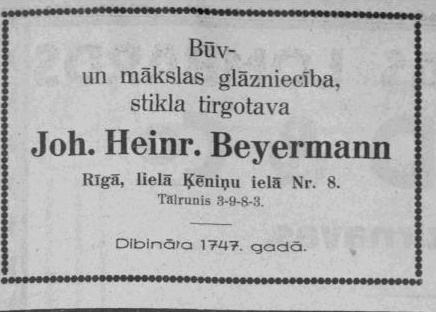 Būv-
un mākslas glāzniecība,
stikla tirgotava
Joh. Heinr. Beyermann
Rīgā, lielā Ķēniņu ielā Nr. 8.
Tālrunis 3-9-8-3.
Dibināta 1747. gadā.